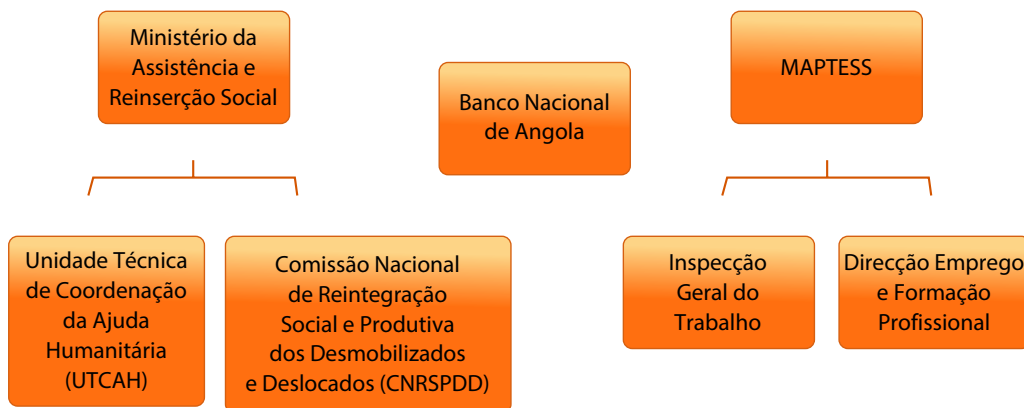 Ministério da
Assistência e
Reinserção Social
Banco Nacional
de Angola
MAPTESS
Unidade Técnica
de Coordenação
da Ajuda
Humanitária
(UTCAH)
Comissão Nacional
de Reintegração
Social e Produtiva
dos Desmobilizados
e Deslocados (CNRSPDD)
Inspecção
Geral do
Trabalho
Direcção Emprego
e Formação
Profissional